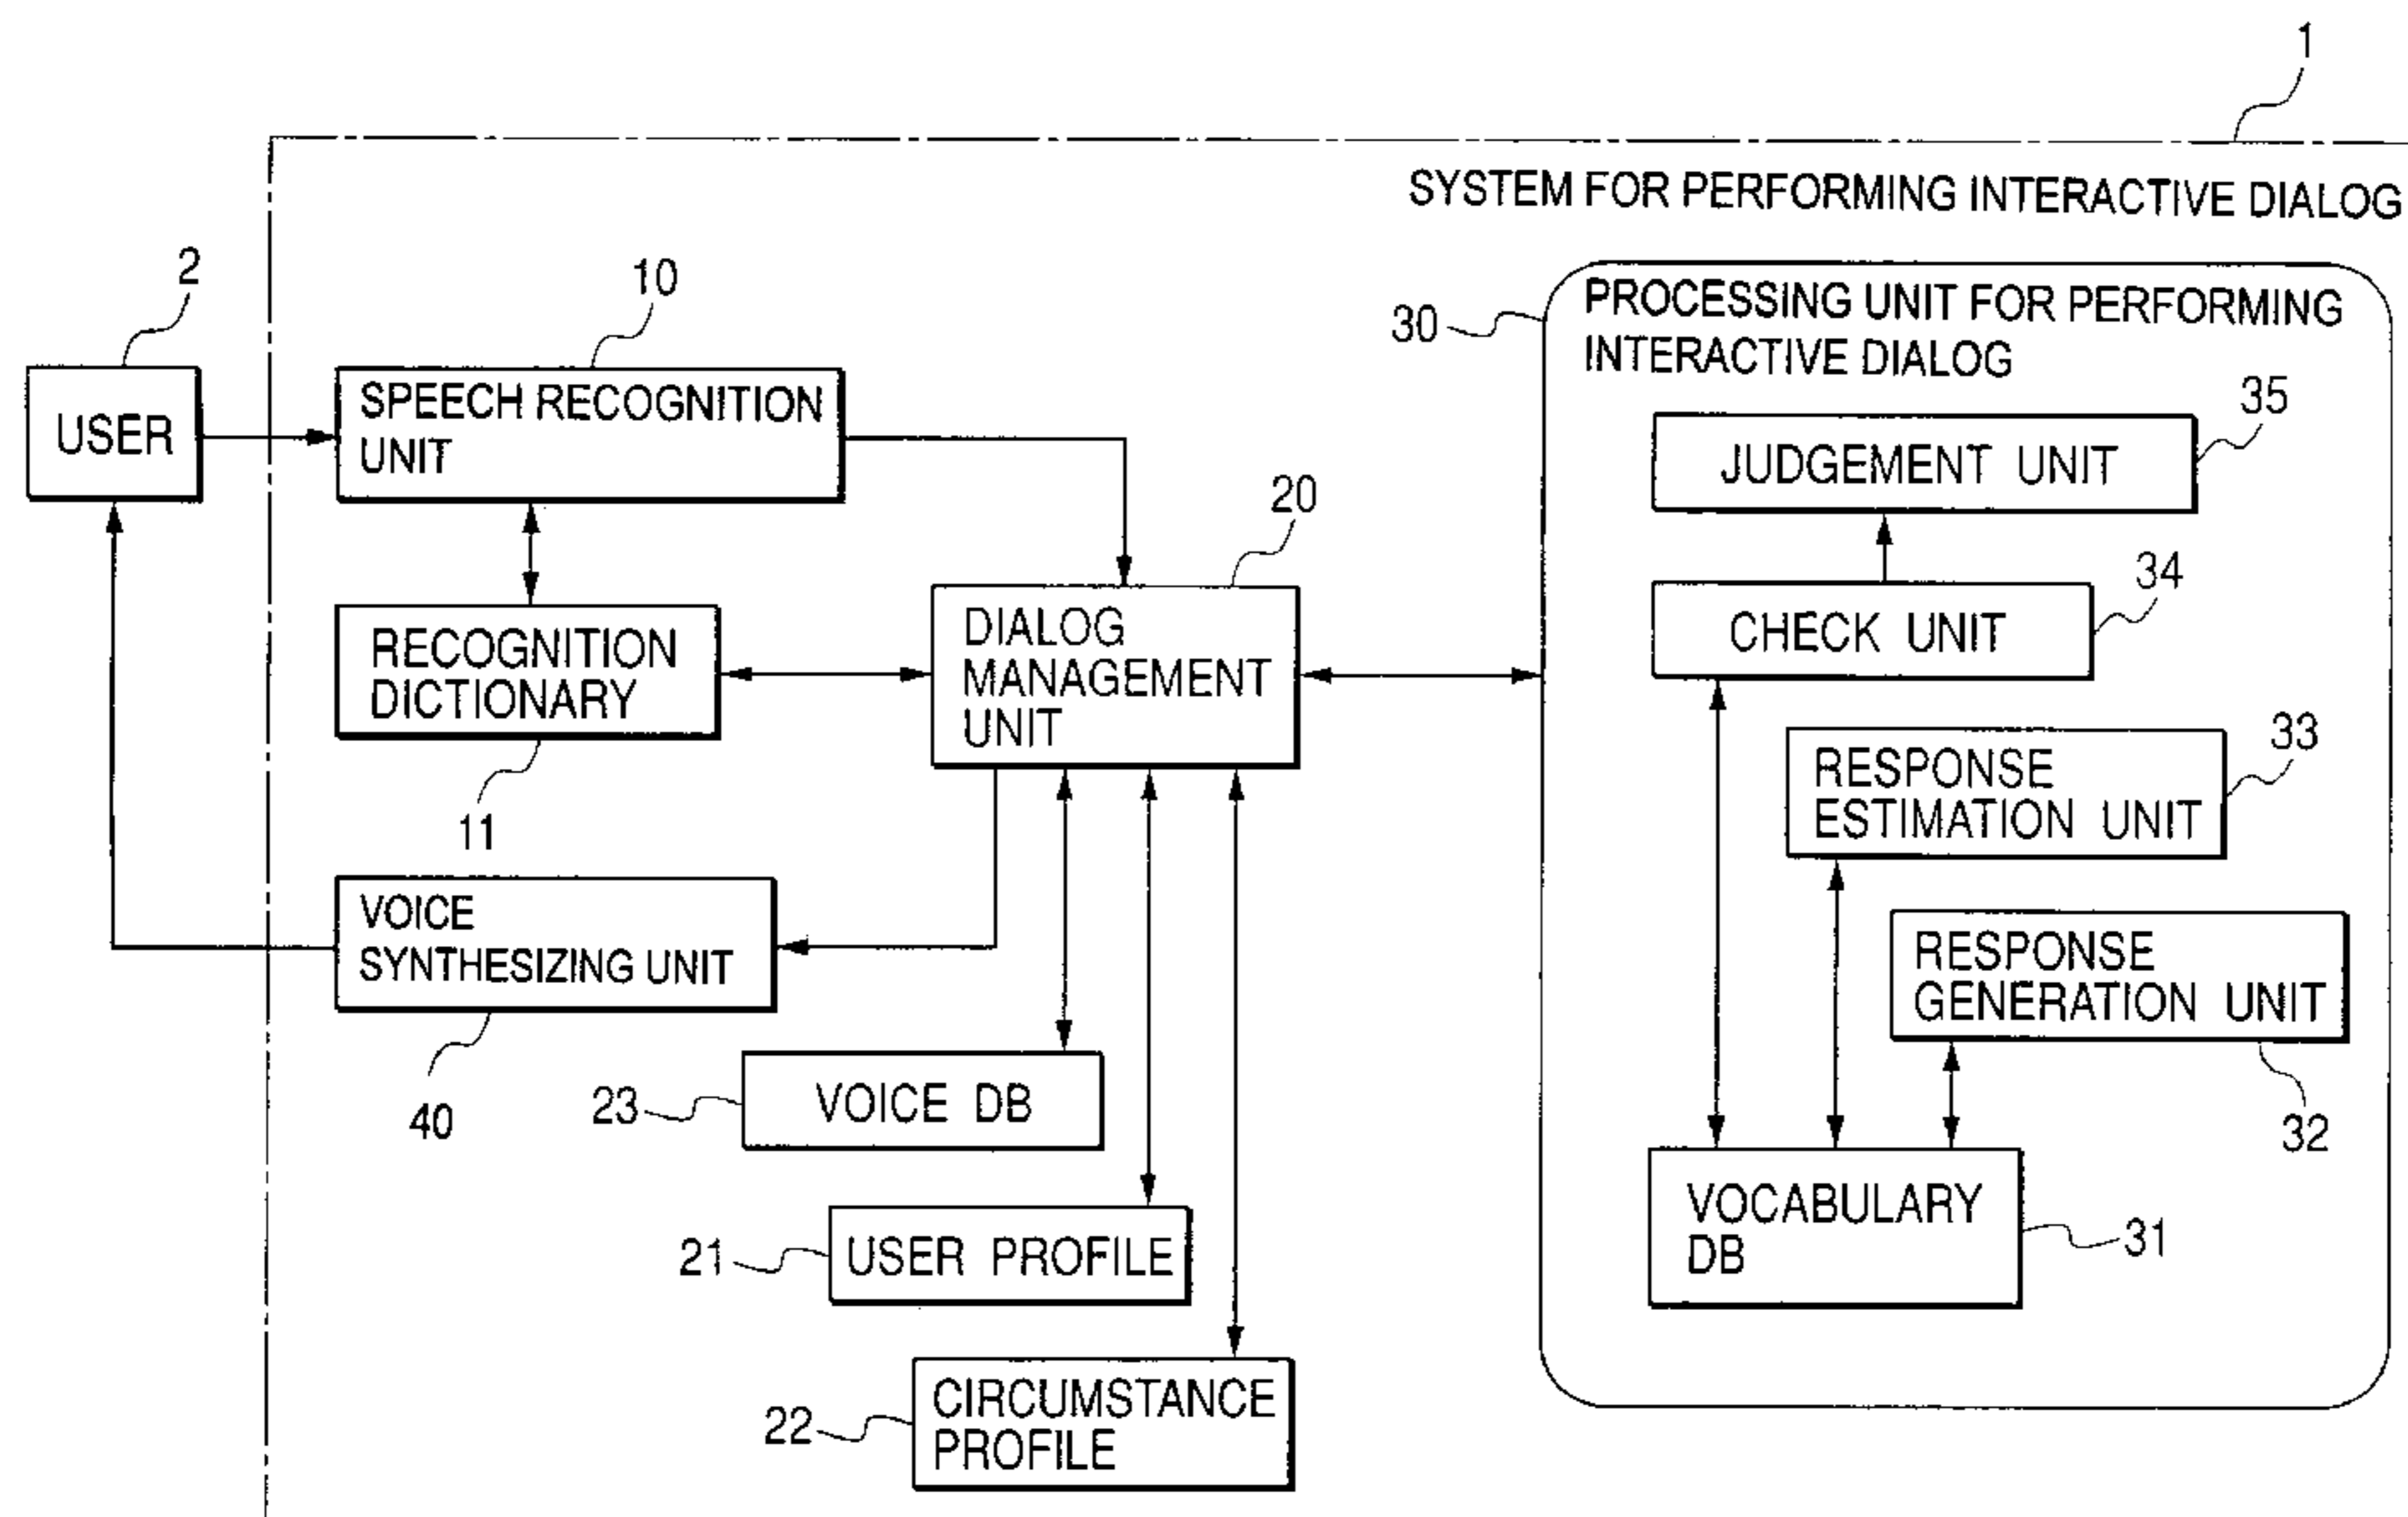 1
SYSTEM FOR PERFORMING INTERACTIVE DIALOG
2
USER
10
SPEECH RECOGNITION
UNIT
RECOGNITION
DICTIONARY
11
VOICE
SYNTHESIZING UNIT
40
20
DIALOG
MANAGEMENT
UNIT
23
VOICE DB
21
USER PROFILE
22
CIRCUMSTANCE
PROFILE
30
PROCESSING UNIT FOR PERFORMING
INTERACTIVE DIALOG
35
JUDGEMENT UNIT
34
CHECK UNIT
33
RESPONSE
ESTIMATION UNIT
RESPONSE
GENERATION UNIT
32
VOCABULARY
DB
31